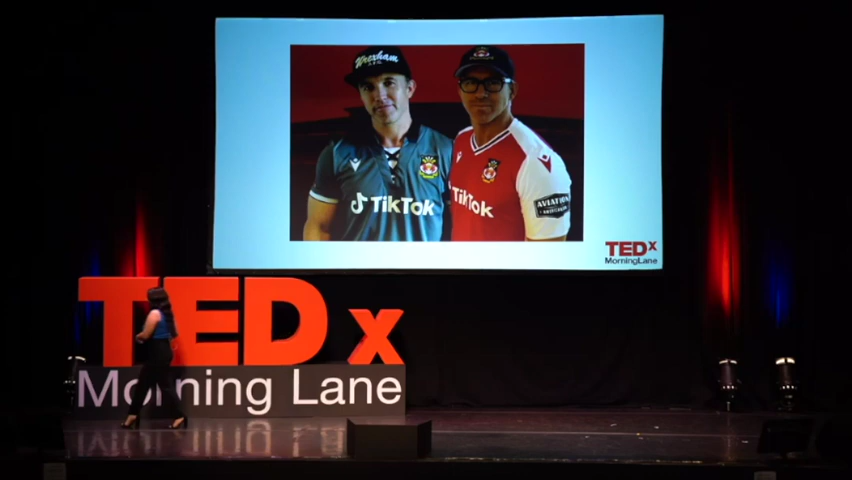 Wrexham
A.F.C.
TikTok
TikTok
AVIATION
TEDx
MorningLane
TEDx
Morning Lane